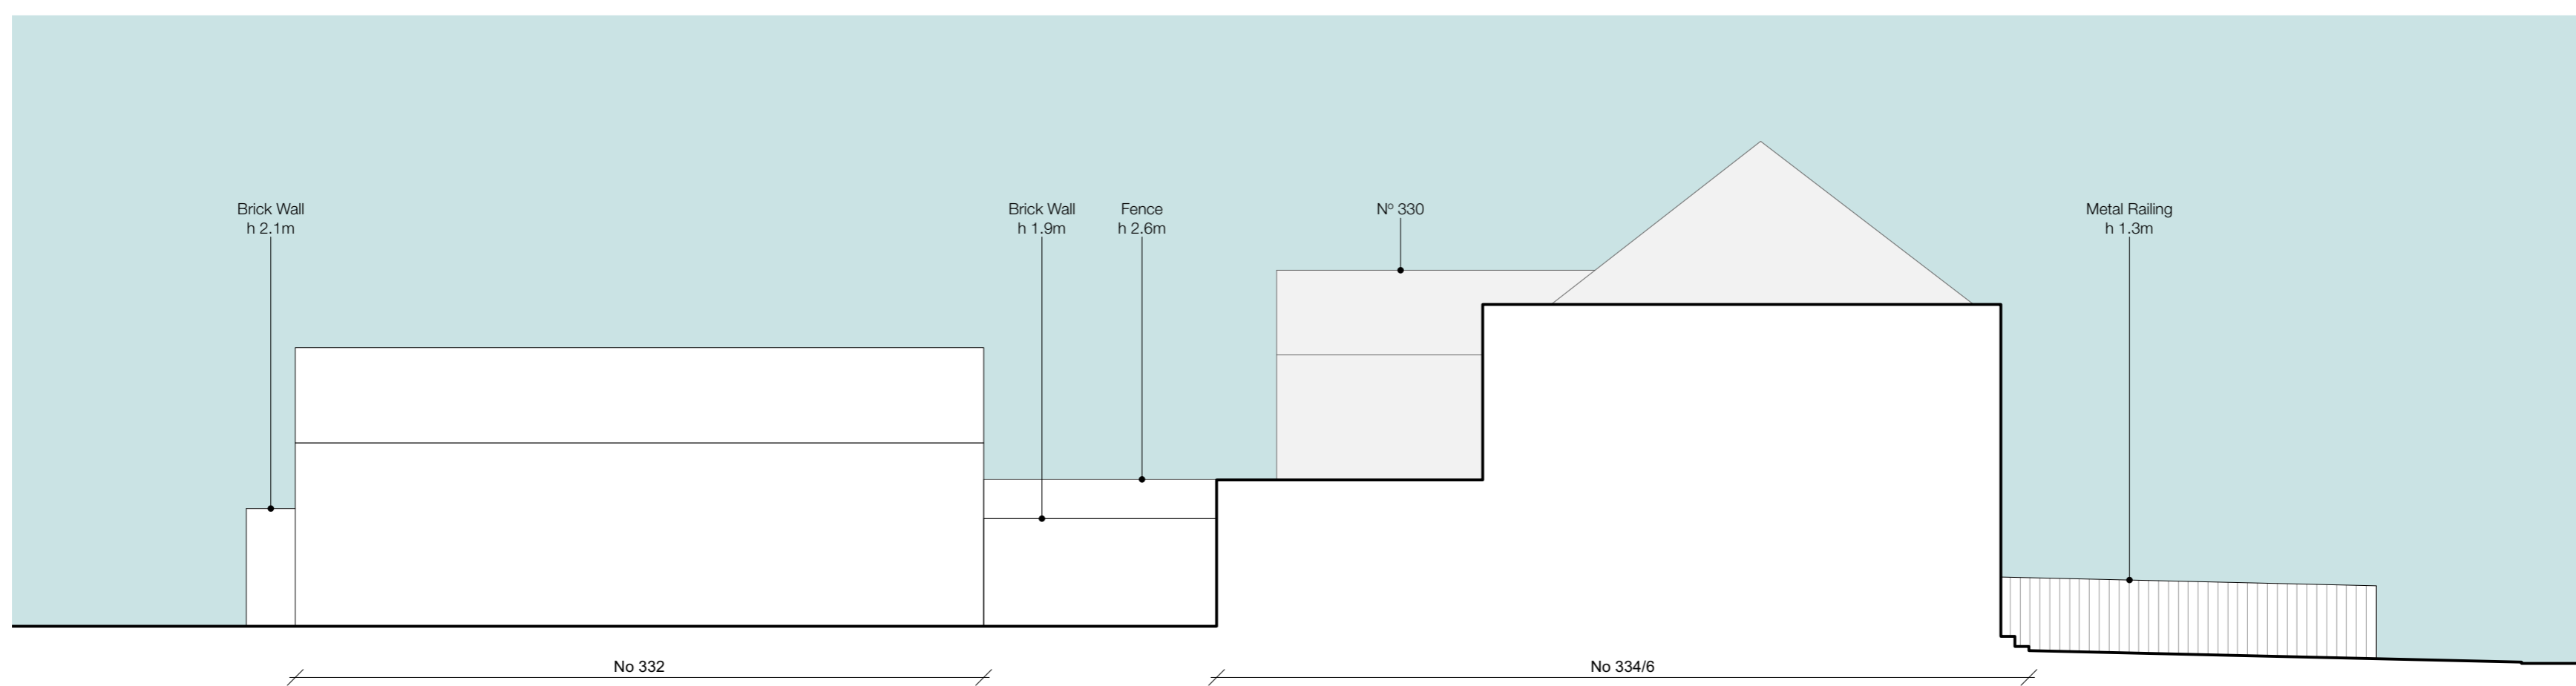 Brick Wall
h 2.1m
Brick Wall
h 1.9m
Fence
h 2.6m
Nº 330
Metal Railing
h 1.3m
No 332
No 334/6